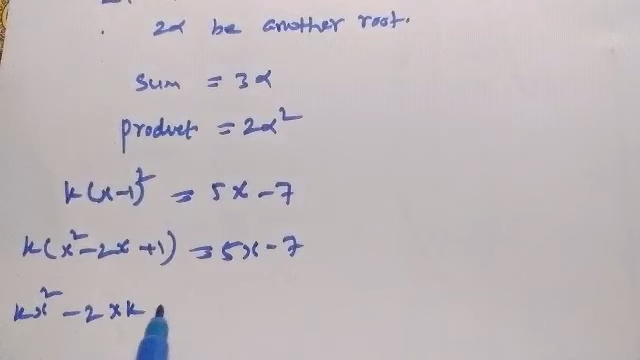 . 2α be another root.
sum = 3α
product = 2α²
k(x-1)² = 5x-7
k(x²-2x+1) = 5x-7
kx² - 2xk